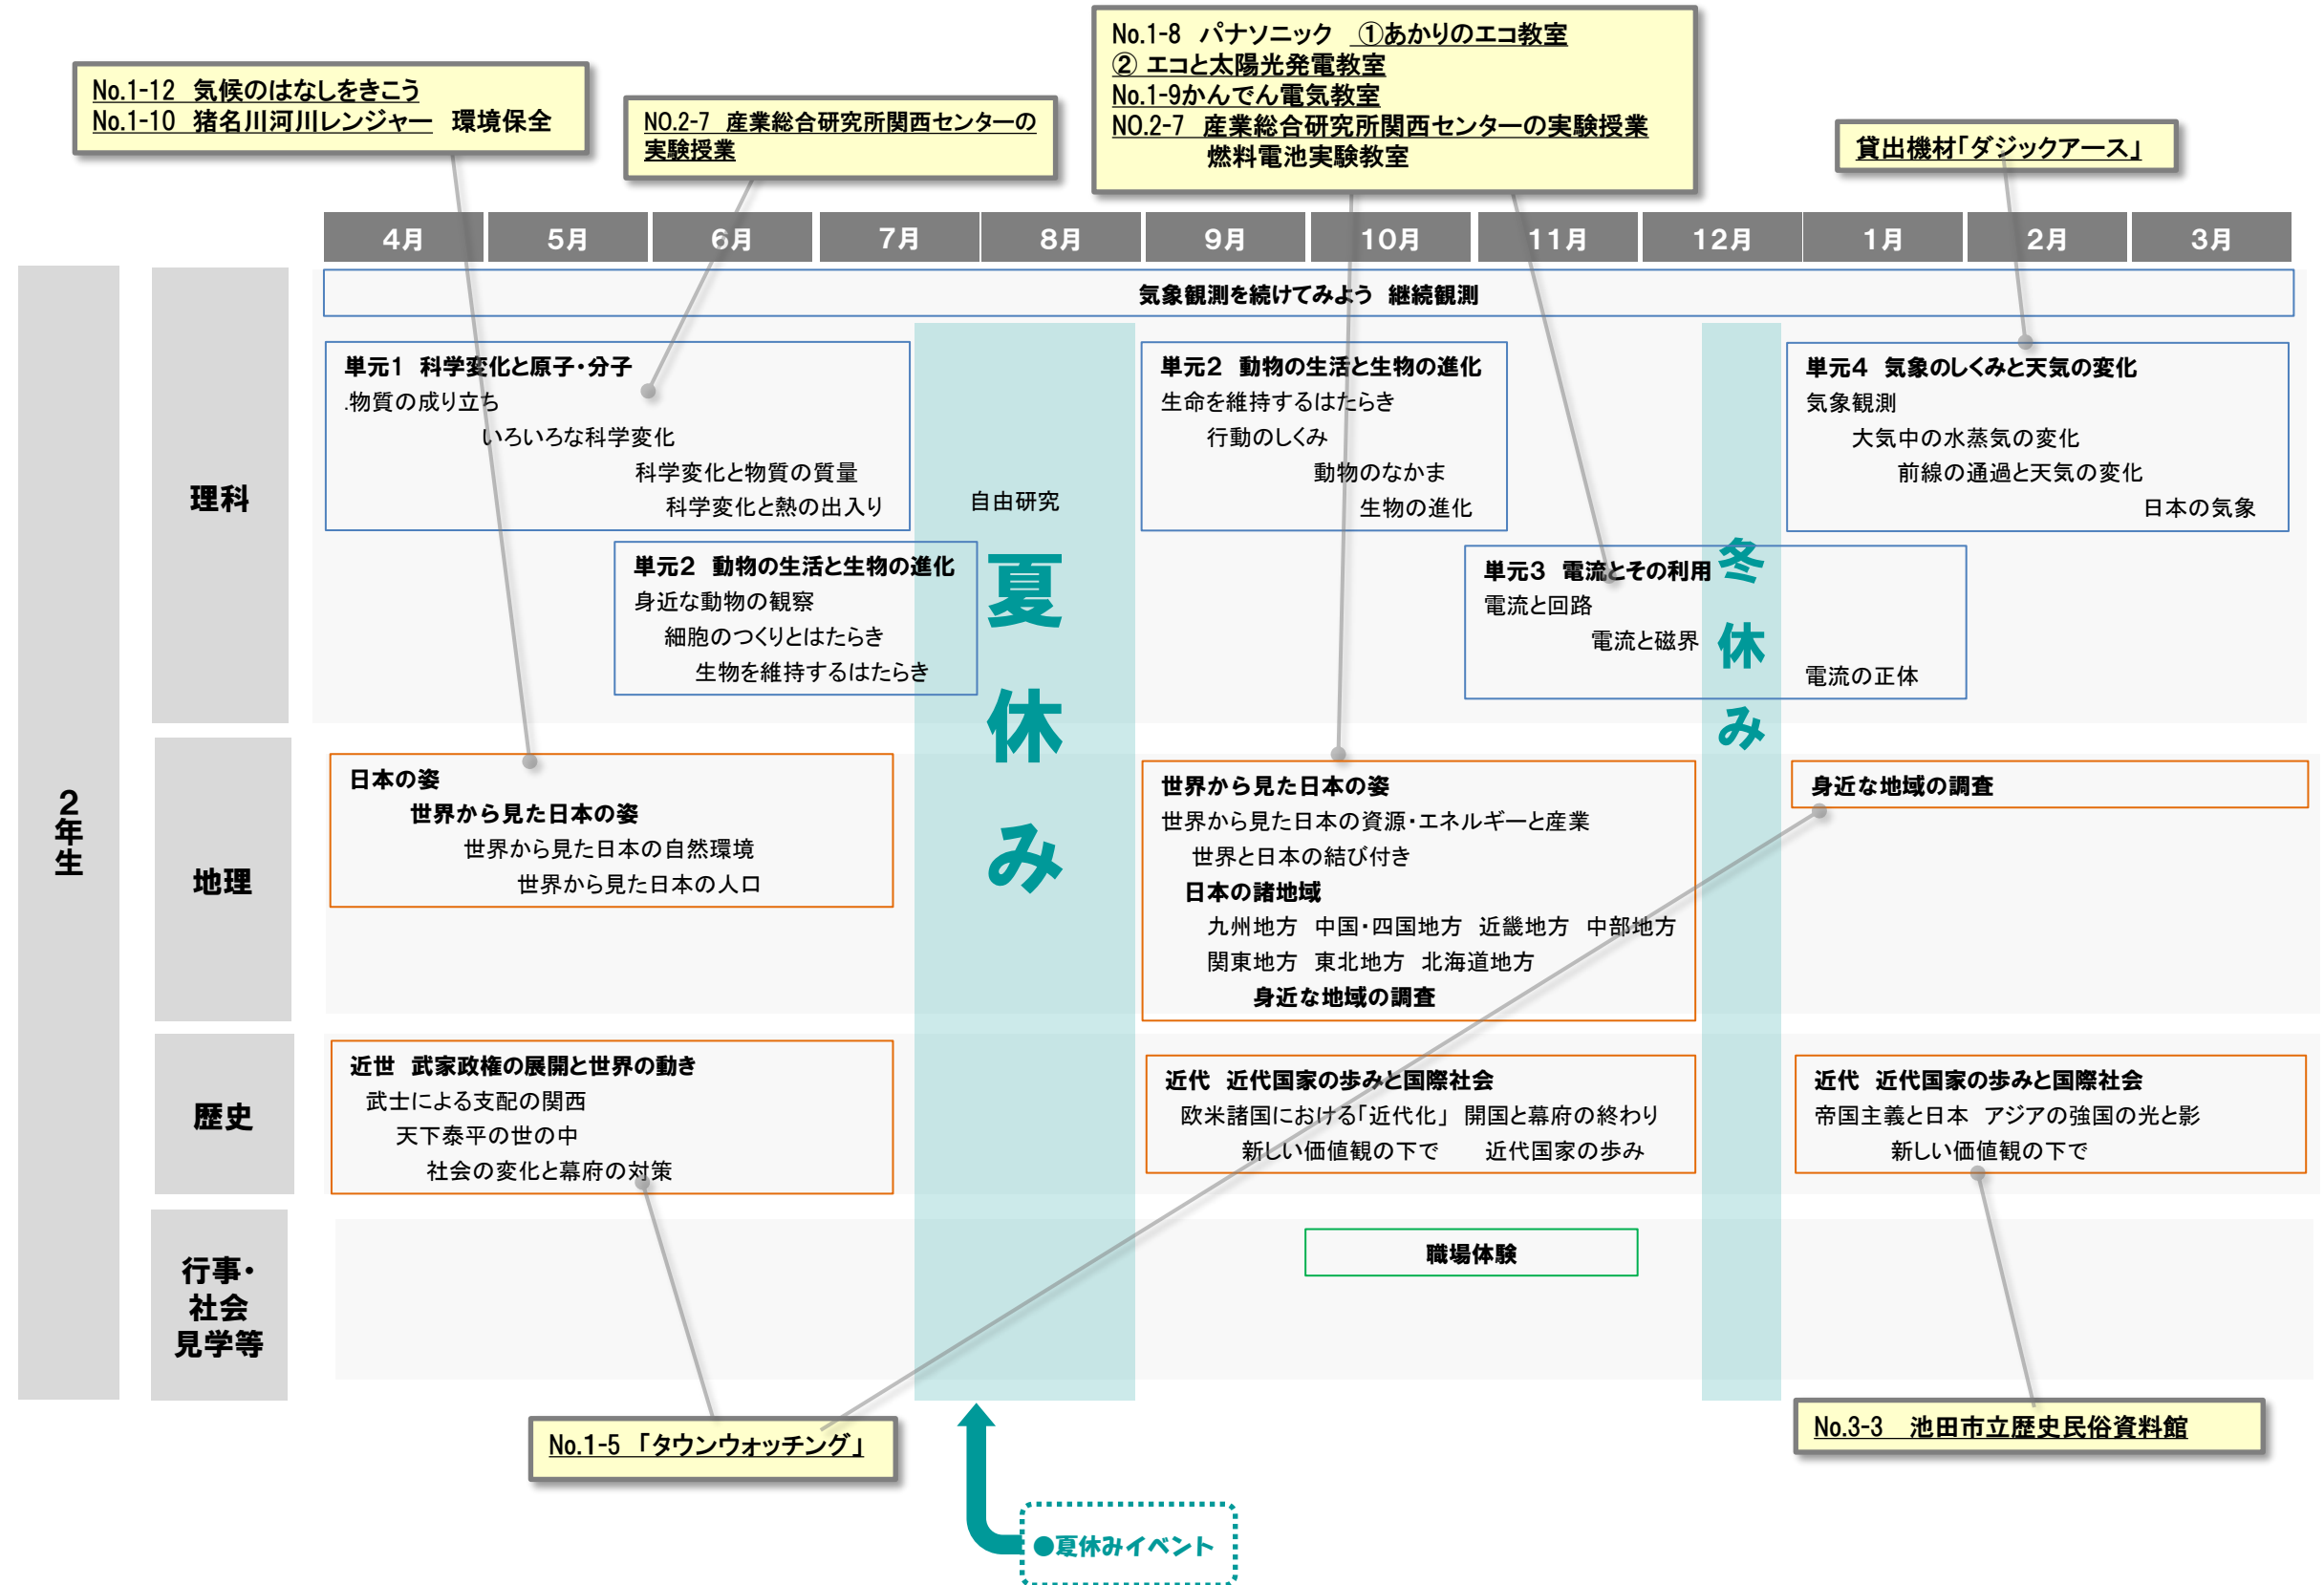 No.1-8 パナソニック ①あかりのエコ教室
② エコと太陽光発電教室
No.1-9かんでん電気教室
NO.2-7 産業総合研究所関西センターの実験授業
燃料電池実験教室
No.1-12 気候のはなしをきこう
No.1-10 猪名川河川レンジャー 環境保全
NO.2-7 産業総合研究所関西センターの
実験授業
貸出機材「ダジックアース」
4月 5月 6月 7月 8月 9月 10月 11月 12月 1月 2月 3月
2年生
理科
気象観測を続けてみよう 継続観測
単元1 科学変化と原子・分子
.物質の成り立ち
いろいろな科学変化
科学変化と物質の質量
科学変化と熱の出入り
単元2 動物の生活と生物の進化
身近な動物の観察
細胞のつくりとはたらき
生物を維持するはたらき
自由研究
夏休み
単元2 動物の生活と生物の進化
生命を維持するはたらき
行動のしくみ
動物のなかま
生物の進化
単元3 電流とその利用
電流と回路
電流と磁界
電流の正体
冬休み
単元4 気象のしくみと天気の変化
気象観測
大気中の水蒸気の変化
前線の通過と天気の変化
日本の気象
地理
日本の姿
世界から見た日本の姿
世界から見た日本の自然環境
世界から見た日本の人口
世界から見た日本の姿
世界から見た日本の資源・エネルギーと産業
世界と日本の結び付き
日本の諸地域
九州地方 中国・四国地方 近畿地方 中部地方
関東地方 東北地方 北海道地方
身近な地域の調査
身近な地域の調査
歴史
近世 武家政権の展開と世界の動き
武士による支配の関西
天下泰平の世の中
社会の変化と幕府の対策
近代 近代国家の歩みと国際社会
欧米諸国における「近代化」 開国と幕府の終わり
新しい価値観の下で 近代国家の歩み
近代 近代国家の歩みと国際社会
帝国主義と日本 アジアの強国の光と影
新しい価値観の下で
行事・
社会
見学等
職場体験
No.1-5 「タウンウォッチング」
No.3-3 池田市立歴史民俗資料館
●夏休みイベント